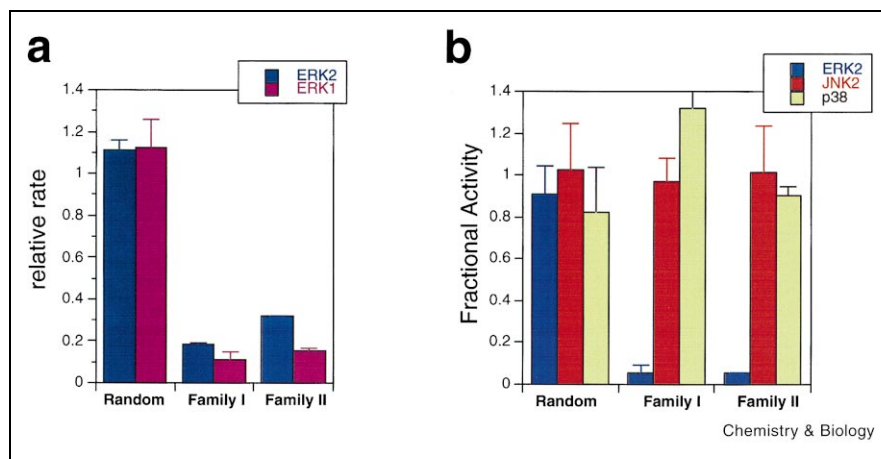 a
ERK2
ERK1
relative rate
1.4
1.2
1
0.8
0.6
0.4
0.2
0
Random Family I Family II
b
ERK2
JNK2
p38
Fractional Activity
1.4
1.2
1
0.8
0.6
0.4
0.2
0
Random Family I Family II
Chemistry & Biology